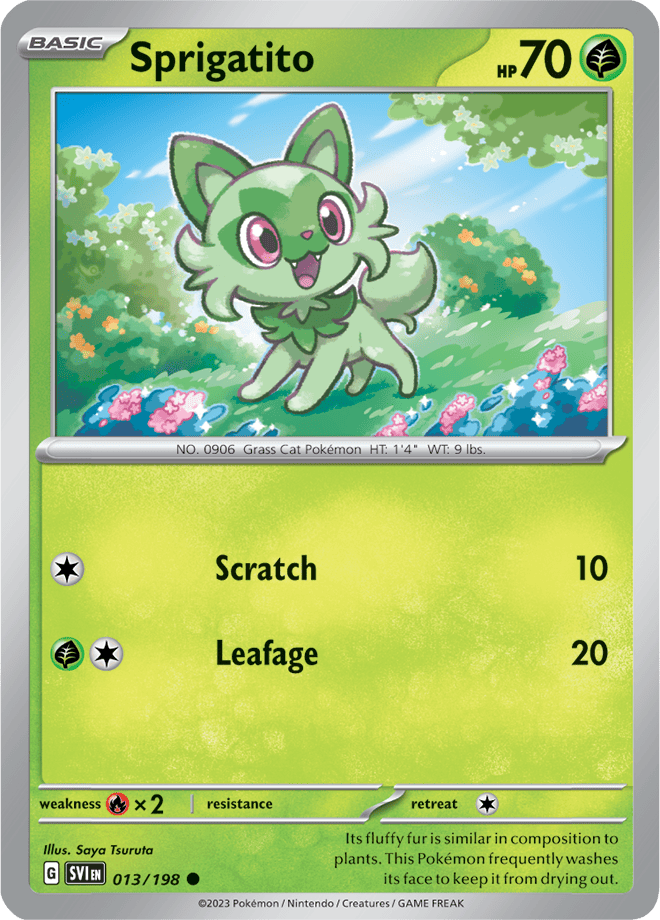 BASIC Sprigatito HP 70
NO. 0906 Grass Cat Pokémon HT: 1'4" WT: 9 lbs.
Scratch 10
Leafage 20
weakness ×2 resistance retreat
Illus. Saya Tsuruta
G SVI EN 013/198
Its fluffy fur is similar in composition to
plants. This Pokémon frequently washes
its face to keep it from drying out.
©2023 Pokémon / Nintendo / Creatures / GAME FREAK